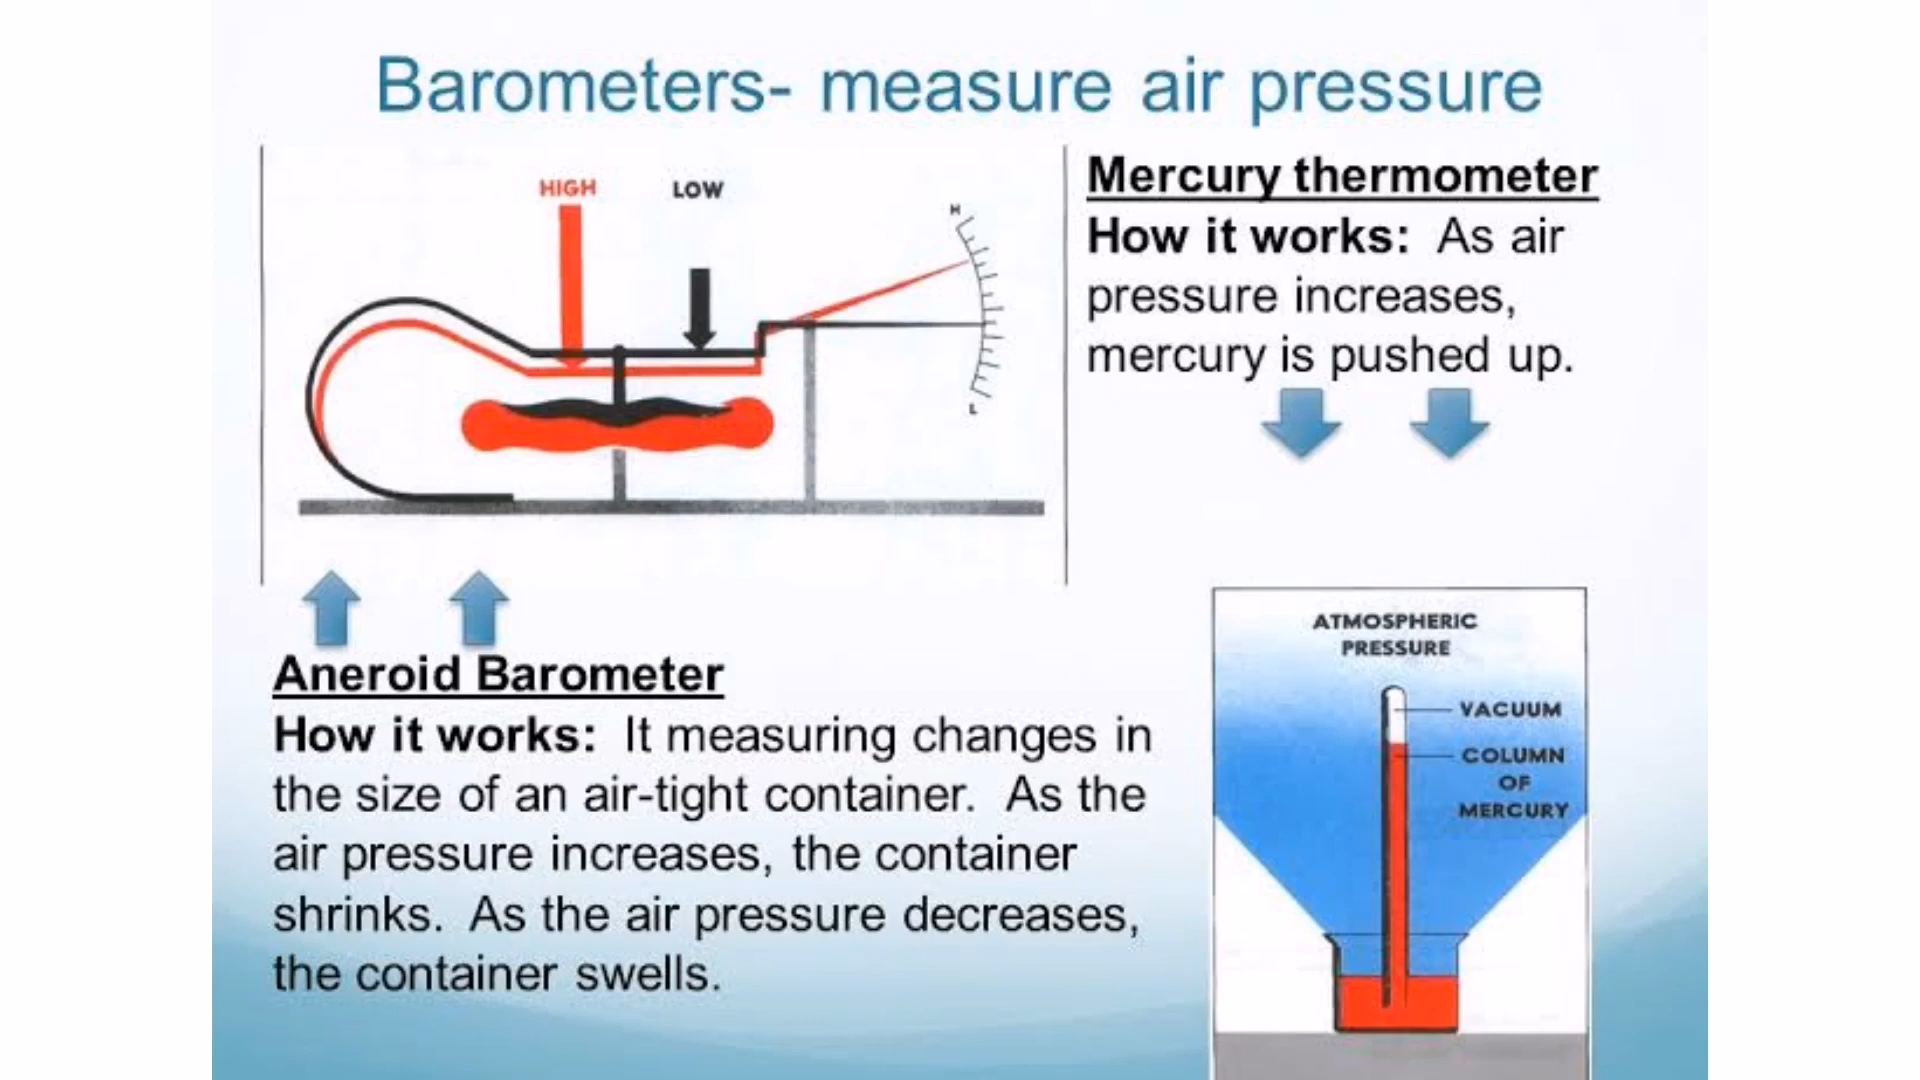 Barometers- measure air pressure
HIGH
LOW
H
L
Mercury thermometer
How it works: As air
pressure increases,
mercury is pushed up.
Aneroid Barometer
How it works: It measuring changes in
the size of an air-tight container. As the
air pressure increases, the container
shrinks. As the air pressure decreases,
the container swells.
ATMOSPHERIC
PRESSURE
VACUUM
COLUMN
OF
MERCURY